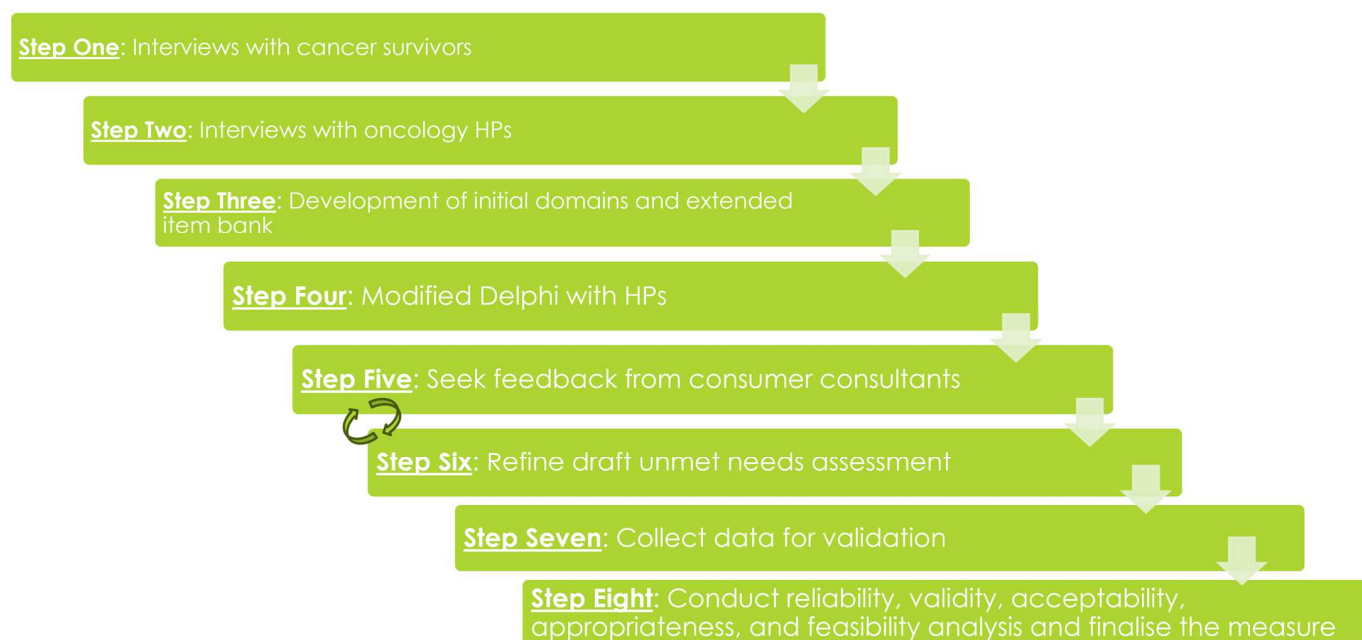 Step One: Interviews with cancer survivors
Step Two: Interviews with oncology HPs
Step Three: Development of initial domains and extended
item bank
Step Four: Modified Delphi with HPs
Step Five: Seek feedback from consumer consultants
Step Six: Refine draft unmet needs assessment
Step Seven: Collect data for validation
Step Eight: Conduct reliability, validity, acceptability,
appropriateness, and feasibility analysis and finalise the measure